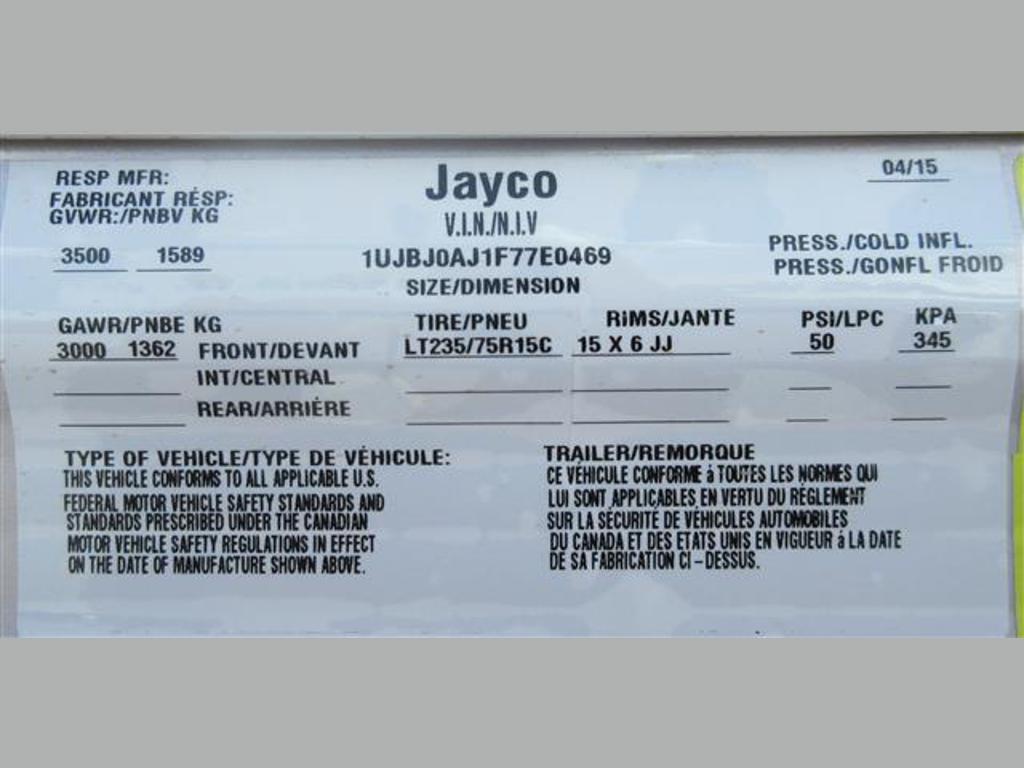 RESP MFR:
Jayco
04/15
FABRICANT RÉSP:
GVWR:/PNBV KG
V.I.N./N.I.V
3500 1589
1UJBJ0AJ1F77E0469
PRESS./COLD INFL.
PRESS./GONFL FROID
SIZE/DIMENSION
GAWR/PNBE KG TIRE/PNEU RIMS/JANTE PSI/LPC KPA
3000 1362 FRONT/DEVANT LT235/75R15C 15 X 6 JJ 50 345
INT/CENTRAL
REAR/ARRIÈRE
TYPE OF VEHICLE/TYPE DE VÉHICULE: TRAILER/REMORQUE
THIS VEHICLE CONFORMS TO ALL APPLICABLE U.S.
FEDERAL MOTOR VEHICLE SAFETY STANDARDS AND
STANDARDS PRESCRIBED UNDER THE CANADIAN
MOTOR VEHICLE SAFETY REGULATIONS IN EFFECT
ON THE DATE OF MANUFACTURE SHOWN ABOVE.
CE VÉHICULE CONFORME à TOUTES LES NORMES QUI
LUI SONT APPLICABLES EN VERTU DU RÉGLEMENT
SUR LA SÉCURITÉ DE VÉHICULES AUTOMOBILES
DU CANADA ET DES ETATS UNIS EN VIGUEUR à LA DATE
DE SA FABRICATION CI-DESSUS.